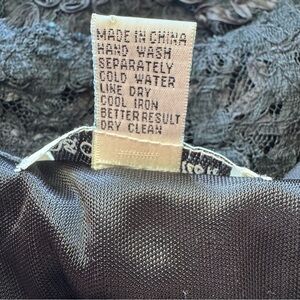 MADE IN CHINA
HAND WASH
SEPARATELY
COLD WATER
LINE DRY
COOL IRON
BETTER RESULT
DRY CLEAN